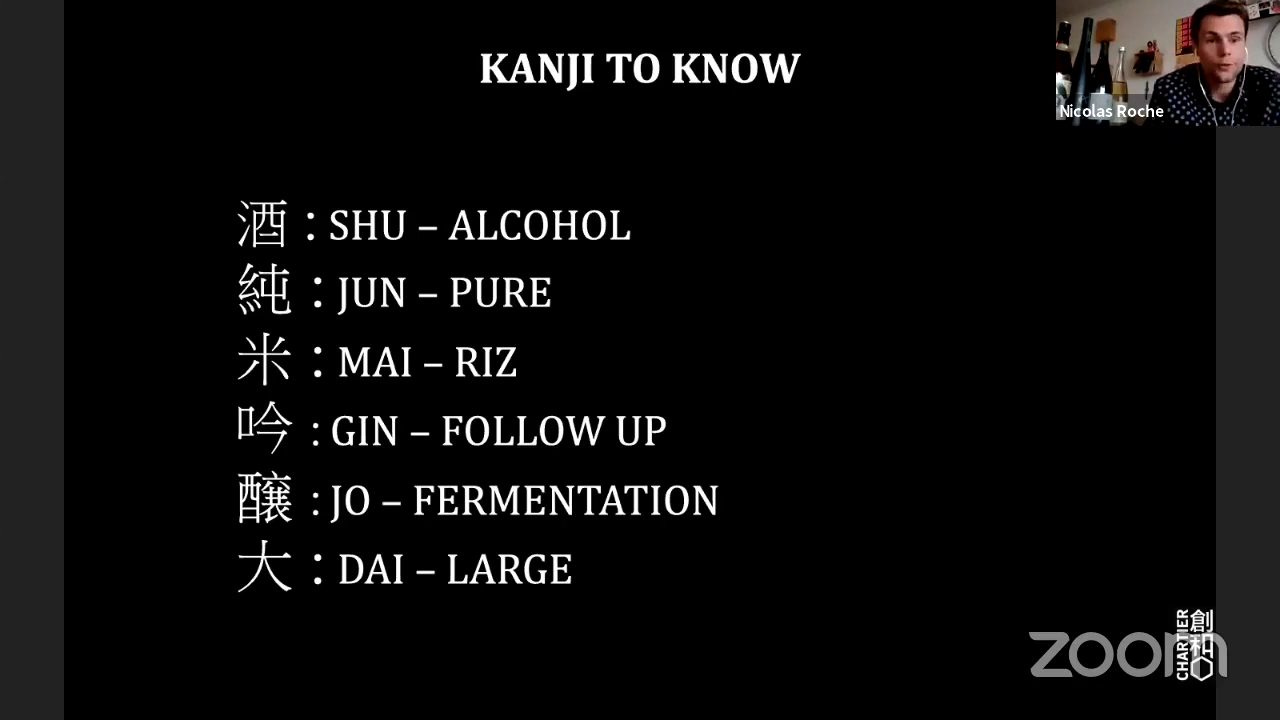 KANJI TO KNOW
Nicolas Roche
酒 : SHU – ALCOHOL
純 : JUN – PURE
米 : MAI – RIZ
吟 : GIN – FOLLOW UP
醸 : JO – FERMENTATION
大 : DAI – LARGE
zoom
CHARTIER
創和